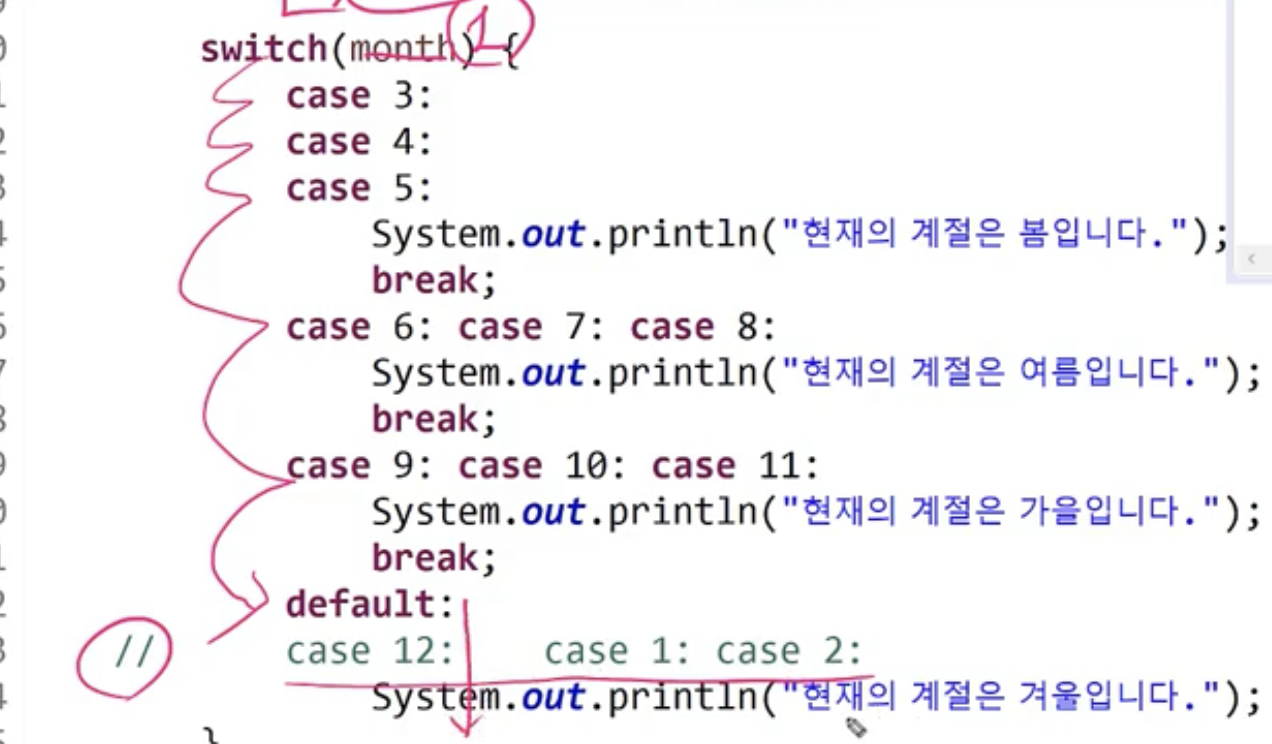 switch(month) { 1
case 3:
case 4:
case 5:
System.out.println("현재의 계절은 봄입니다.");
break;
case 6: case 7: case 8:
System.out.println("현재의 계절은 여름입니다.");
break;
case 9: case 10: case 11:
System.out.println("현재의 계절은 가을입니다.");
break;
default:
// case 12: case 1: case 2:
System.out.println("현재의 계절은 겨울입니다.");
}